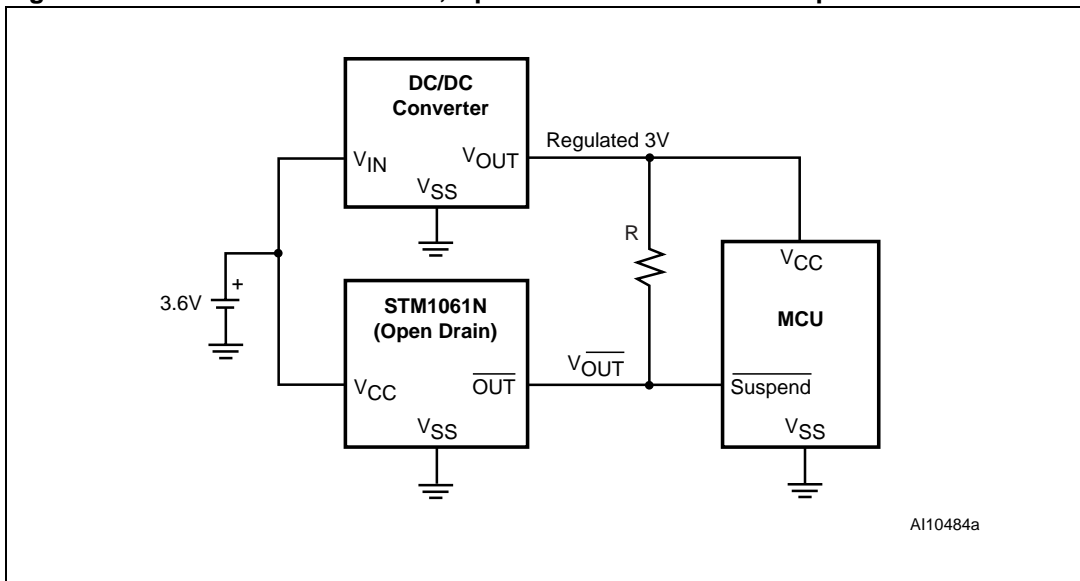 DC/DC
Converter
Regulated 3V
VIN
VOUT
VSS
R
VCC
3.6V
+
STM1061N
(Open Drain)
MCU
VOUT
VCC
OUT
Suspend
VSS
VSS
AI10484a